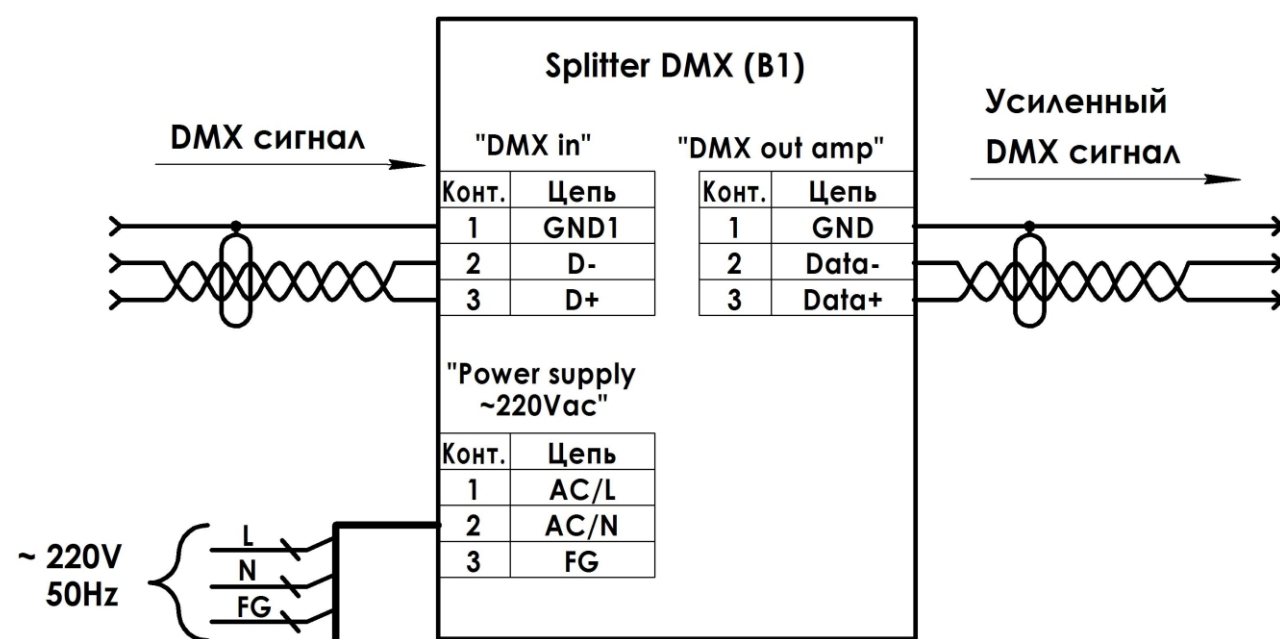 Splitter DMX (B1)
DMX сигнал
Усиленный
DMX сигнал
"DMX in"
Конт. Цепь
1 GND1
2 D-
3 D+
"DMX out amp"
Конт. Цепь
1 GND
2 Data-
3 Data+
"Power supply
~220Vac"
Конт. Цепь
1 AC/L
2 AC/N
3 FG
~ 220V
50Hz
L
N
FG